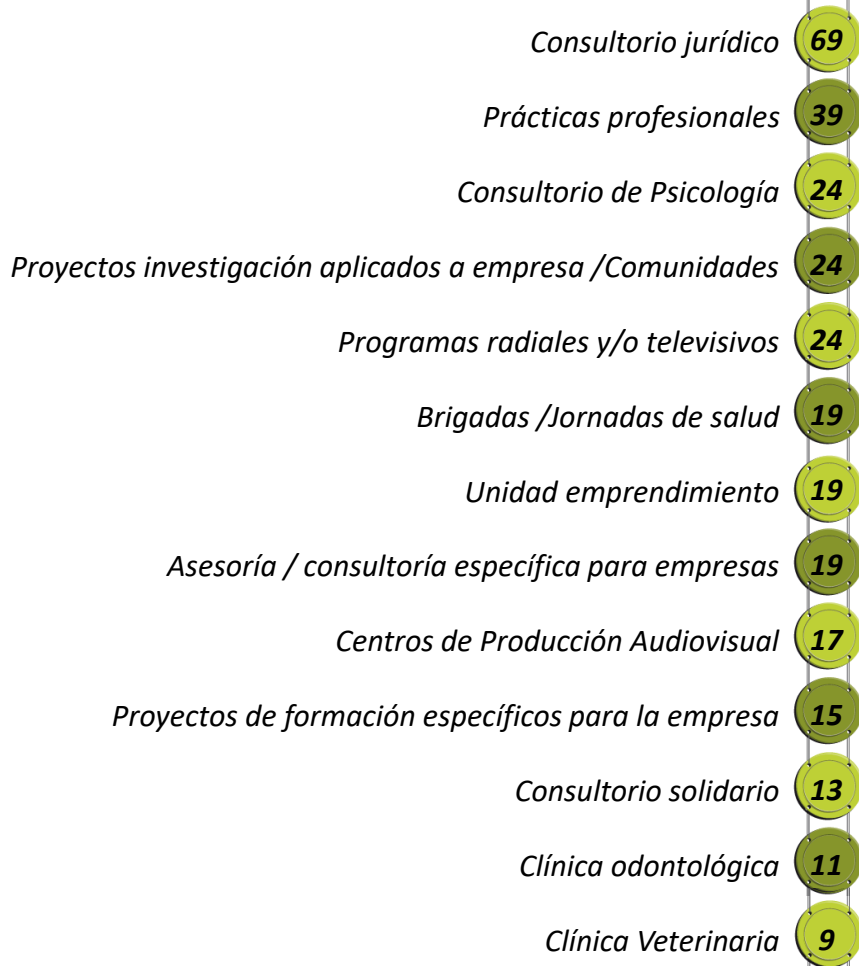 Consultorio jurídico 69
Prácticas profesionales 39
Consultorio de Psicología 24
Proyectos investigación aplicados a empresa /Comunidades 24
Programas radiales y/o televisivos 24
Brigadas /Jornadas de salud 19
Unidad emprendimiento 19
Asesoría / consultoría específica para empresas 19
Centros de Producción Audiovisual 17
Proyectos de formación específicos para la empresa 15
Consultorio solidario 13
Clínica odontológica 11
Clínica Veterinaria 9